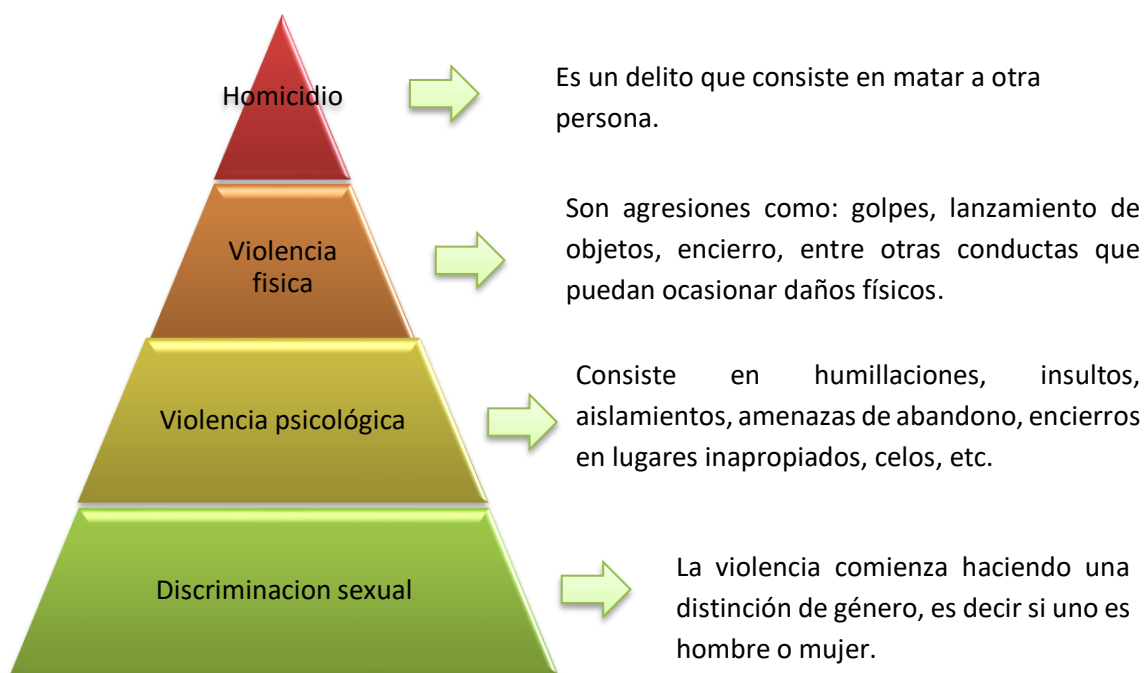 Homicidio
Es un delito que consiste en matar a otra
persona.
Violencia
fisica
Son agresiones como: golpes, lanzamiento de
objetos, encierro, entre otras conductas que
puedan ocasionar daños físicos.
Violencia psicológica
Consiste en humillaciones, insultos,
aislamientos, amenazas de abandono, encierros
en lugares inapropiados, celos, etc.
Discriminacion sexual
La violencia comienza haciendo una
distinción de género, es decir si uno es
hombre o mujer.